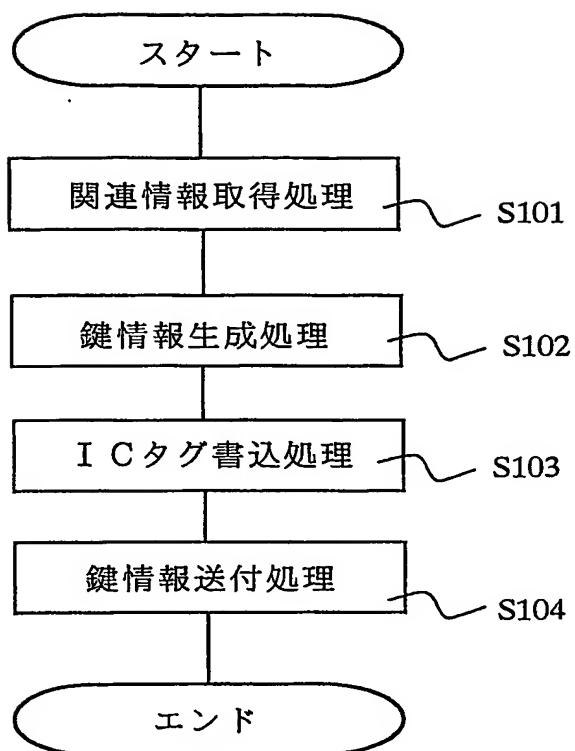 スタート
関連情報取得処理
S101
鍵情報生成処理
S102
ＩＣタグ書込処理
S103
鍵情報送付処理
S104
エンド